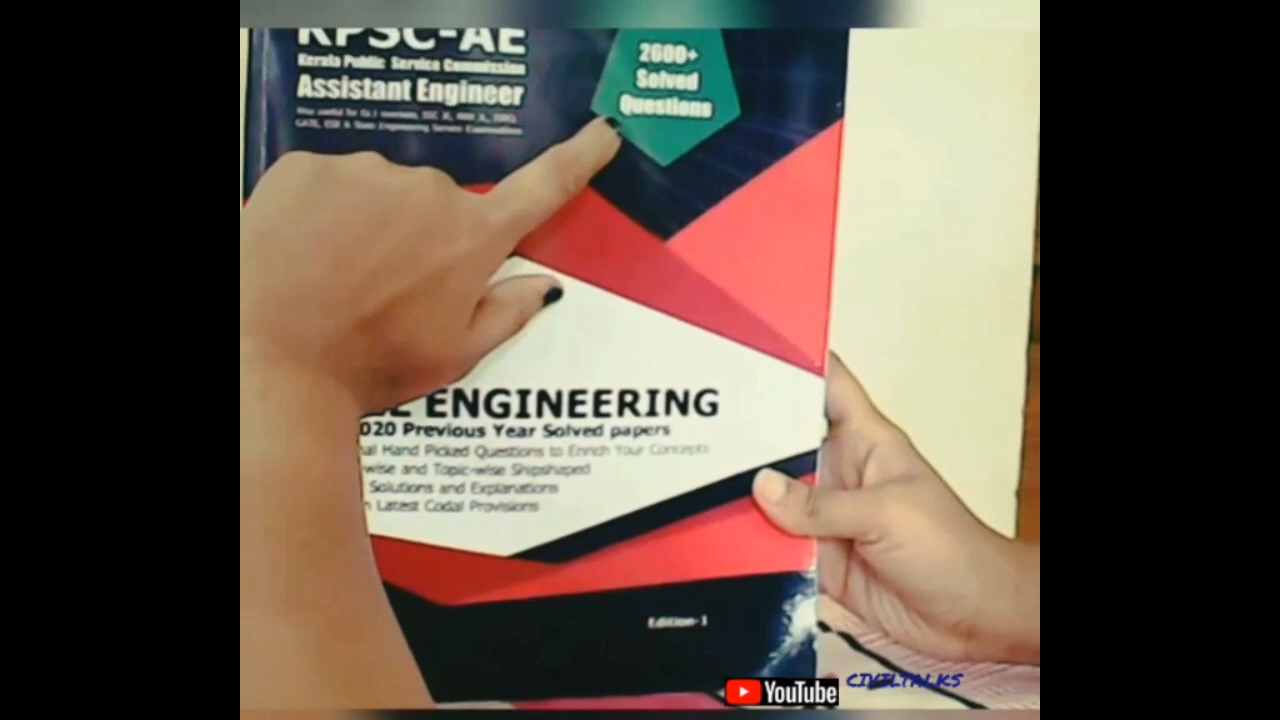 KPSC-AE
Kerala Public Service Commission
Assistant Engineer
2600+
Solved
Questions
ENGINEERING
020 Previous Year Solved papers
al Hand Picked Questions to Enrich Your Concepts
wise and Topic-wise Shipshaped
Solutions and Explanations
Latest Codal Provisions
Edition-1
YouTube
CIVILTALKS